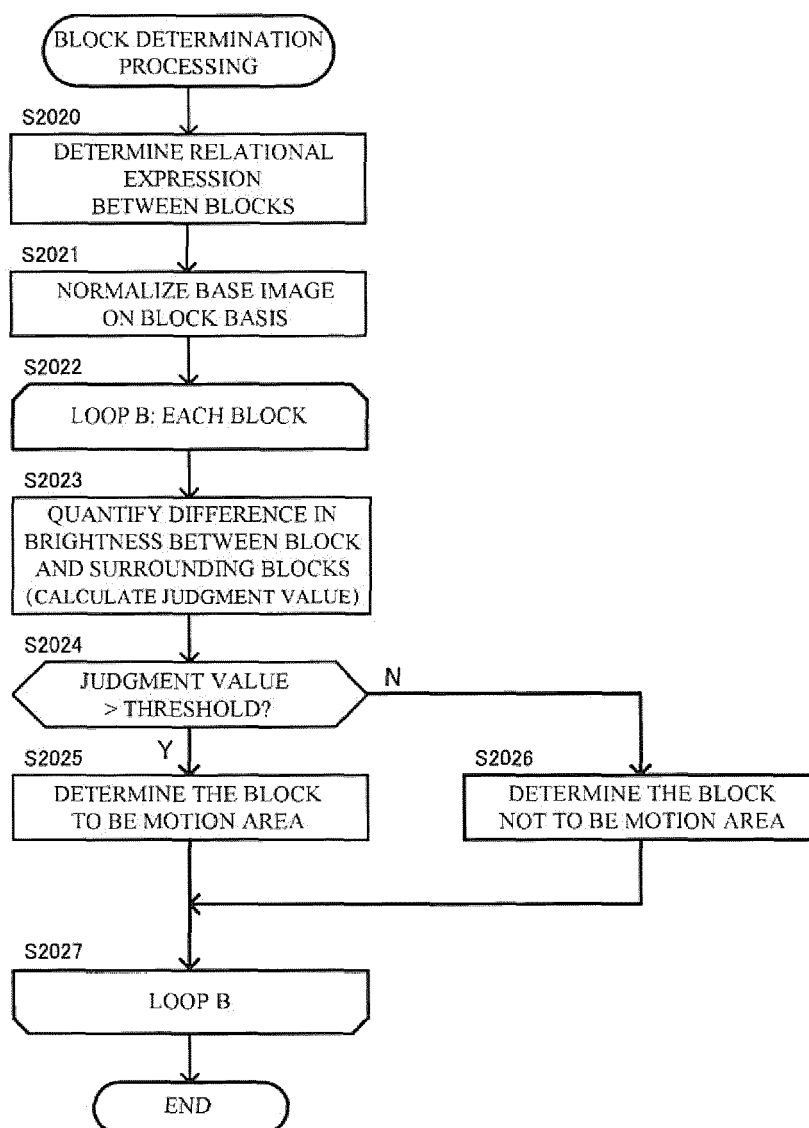 BLOCK DETERMINATION
PROCESSING
S2020
DETERMINE RELATIONAL
EXPRESSION
BETWEEN BLOCKS
S2021
NORMALIZE BASE IMAGE
ON BLOCK BASIS
S2022
LOOP B: EACH BLOCK
S2023
QUANTIFY DIFFERENCE IN
BRIGHTNESS BETWEEN BLOCK
AND SURROUNDING BLOCKS
(CALCULATE JUDGMENT VALUE)
S2024
JUDGMENT VALUE
> THRESHOLD?
N
Y
S2025
DETERMINE THE BLOCK
TO BE MOTION AREA
S2026
DETERMINE THE BLOCK
NOT TO BE MOTION AREA
S2027
LOOP B
END